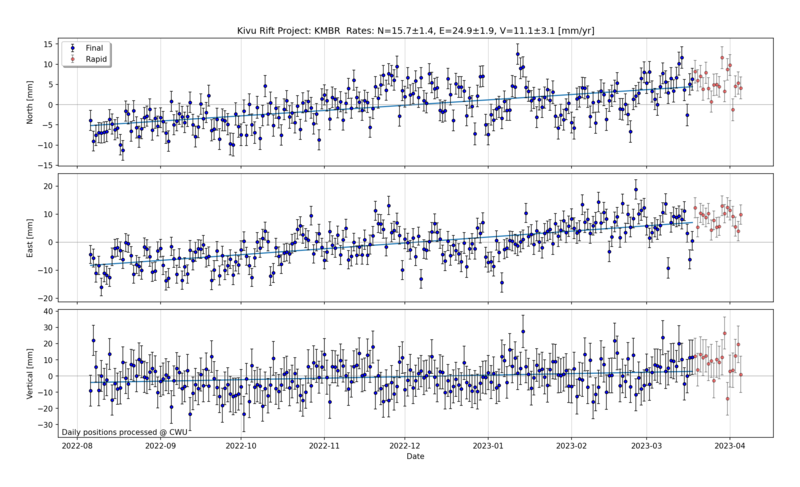 Kivu Rift Project: KMBR Rates: N=15.7±1.4, E=24.9±1.9, V=11.1±3.1 [mm/yr]
Final
Rapid
North [mm]
15
10
5
0
−5
−10
−15
East [mm]
20
10
0
−10
−20
Vertical [mm]
40
30
20
10
0
−10
−20
−30
Daily positions processed @ CWU
2022-08 2022-09 2022-10 2022-11 2022-12 2023-01 2023-02 2023-03 2023-04
Date